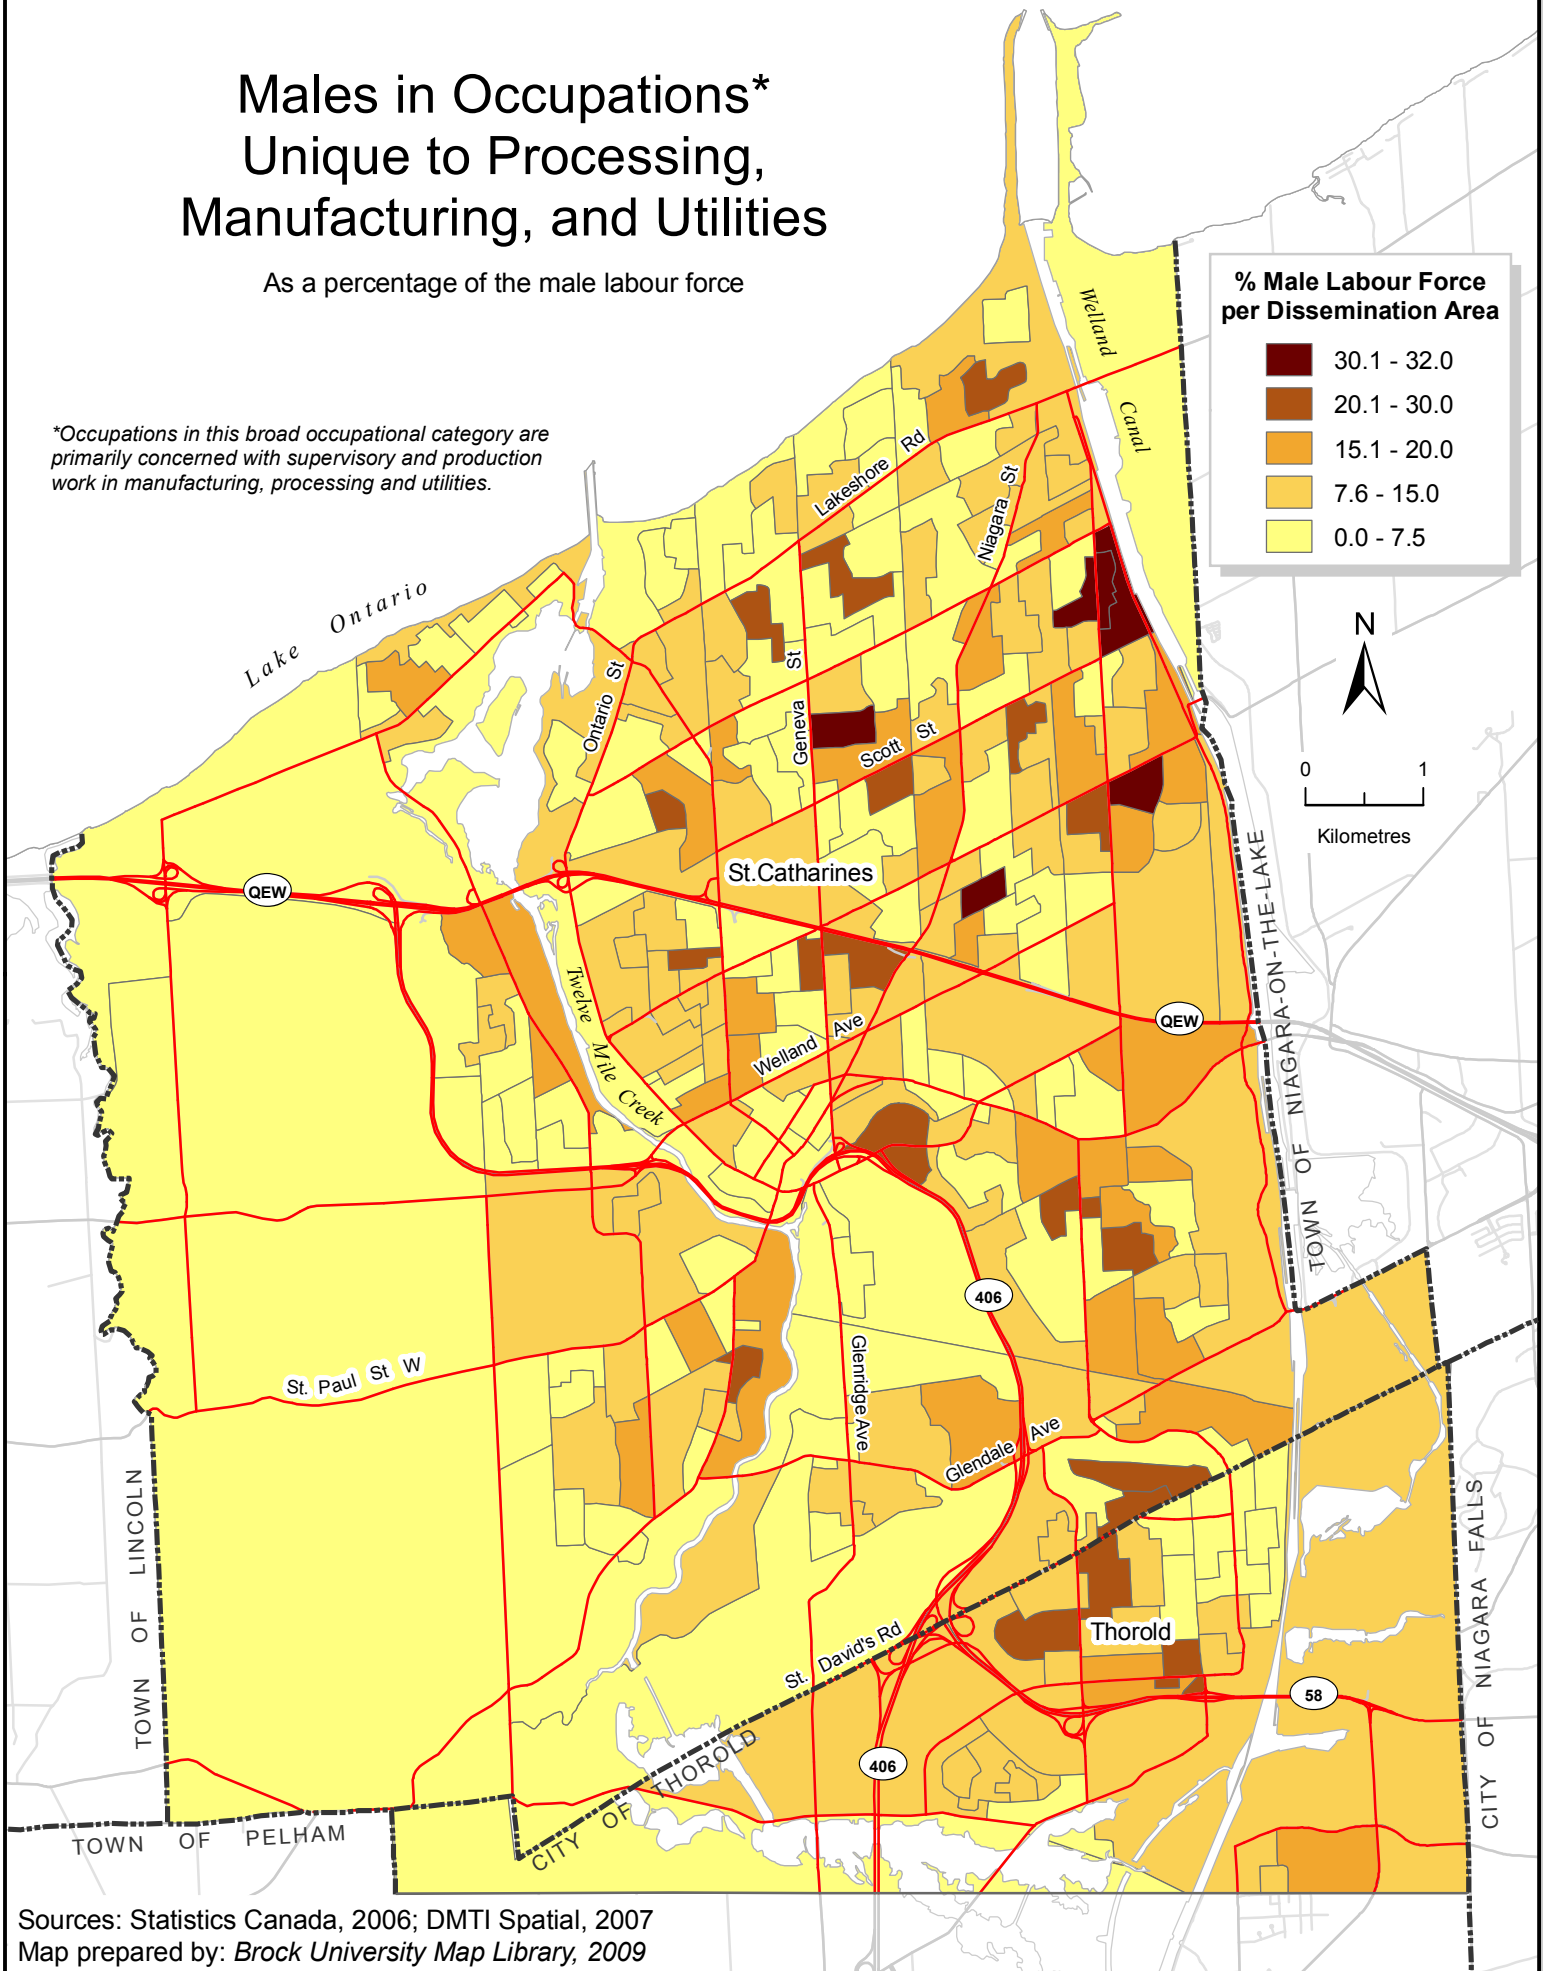 Males in Occupations*
Unique to Processing,
Manufacturing, and Utilities
As a percentage of the male labour force
*Occupations in this broad occupational category are
primarily concerned with supervisory and production
work in manufacturing, processing and utilities.
% Male Labour Force
per Dissemination Area
30.1 - 32.0
20.1 - 30.0
15.1 - 20.0
7.6 - 15.0
0.0 - 7.5
N
0 1
Kilometres
Welland
Canal
Lake Ontario
Lakeshore Rd
Niagara St
Ontario St
Geneva St
Scott St
St.Catharines
QEW
QEW
Twelve Mile Creek
Welland Ave
TOWN OF NIAGARA-ON-THE-LAKE
406
Glenridge Ave
St. Paul St W
Glendale Ave
TOWN OF LINCOLN
St. David's Rd
Thorold
58
406
CITY OF THOROLD
CITY OF NIAGARA FALLS
TOWN OF PELHAM
Sources: Statistics Canada, 2006; DMTI Spatial, 2007
Map prepared by: Brock University Map Library, 2009